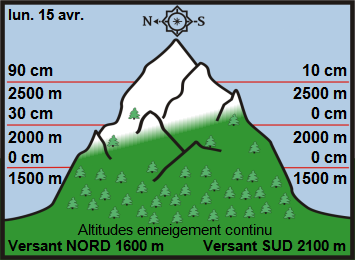 lun. 15 avr.
N S
90 cm 10 cm
2500 m 2500 m
30 cm 0 cm
2000 m 2000 m
0 cm 0 cm
1500 m 1500 m
Altitudes enneigement continu
Versant NORD 1600 m Versant SUD 2100 m